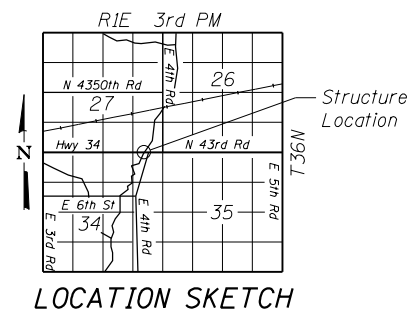 R1E 3rd PM
E 4th Rd
N 4350th Rd
26
27
Structure
Location
Hwy 34
N 43rd Rd
T36N
N
E 5th Rd
E 6th St
34
35
E 3rd Rd
E 4th Rd
LOCATION SKETCH